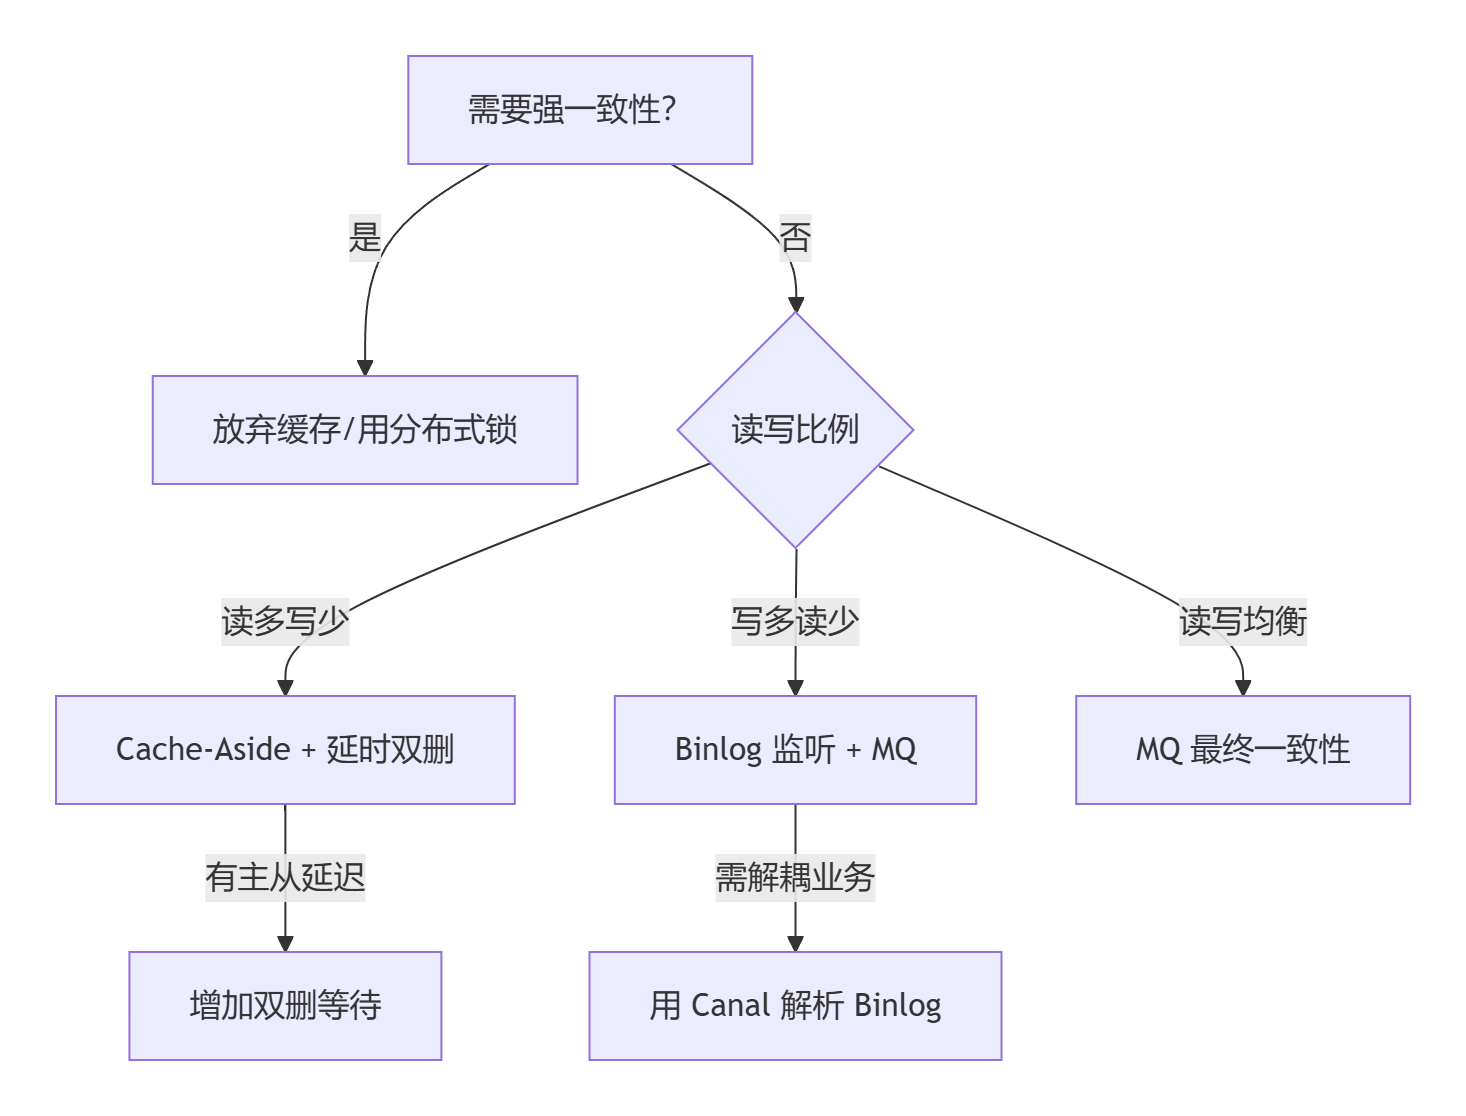 需要强一致性？
是
否
放弃缓存/用分布式锁
读写比例
读多写少
写多读少
读写均衡
Cache-Aside + 延时双删
Binlog 监听 + MQ
MQ 最终一致性
有主从延迟
需解耦业务
增加双删等待
用 Canal 解析 Binlog